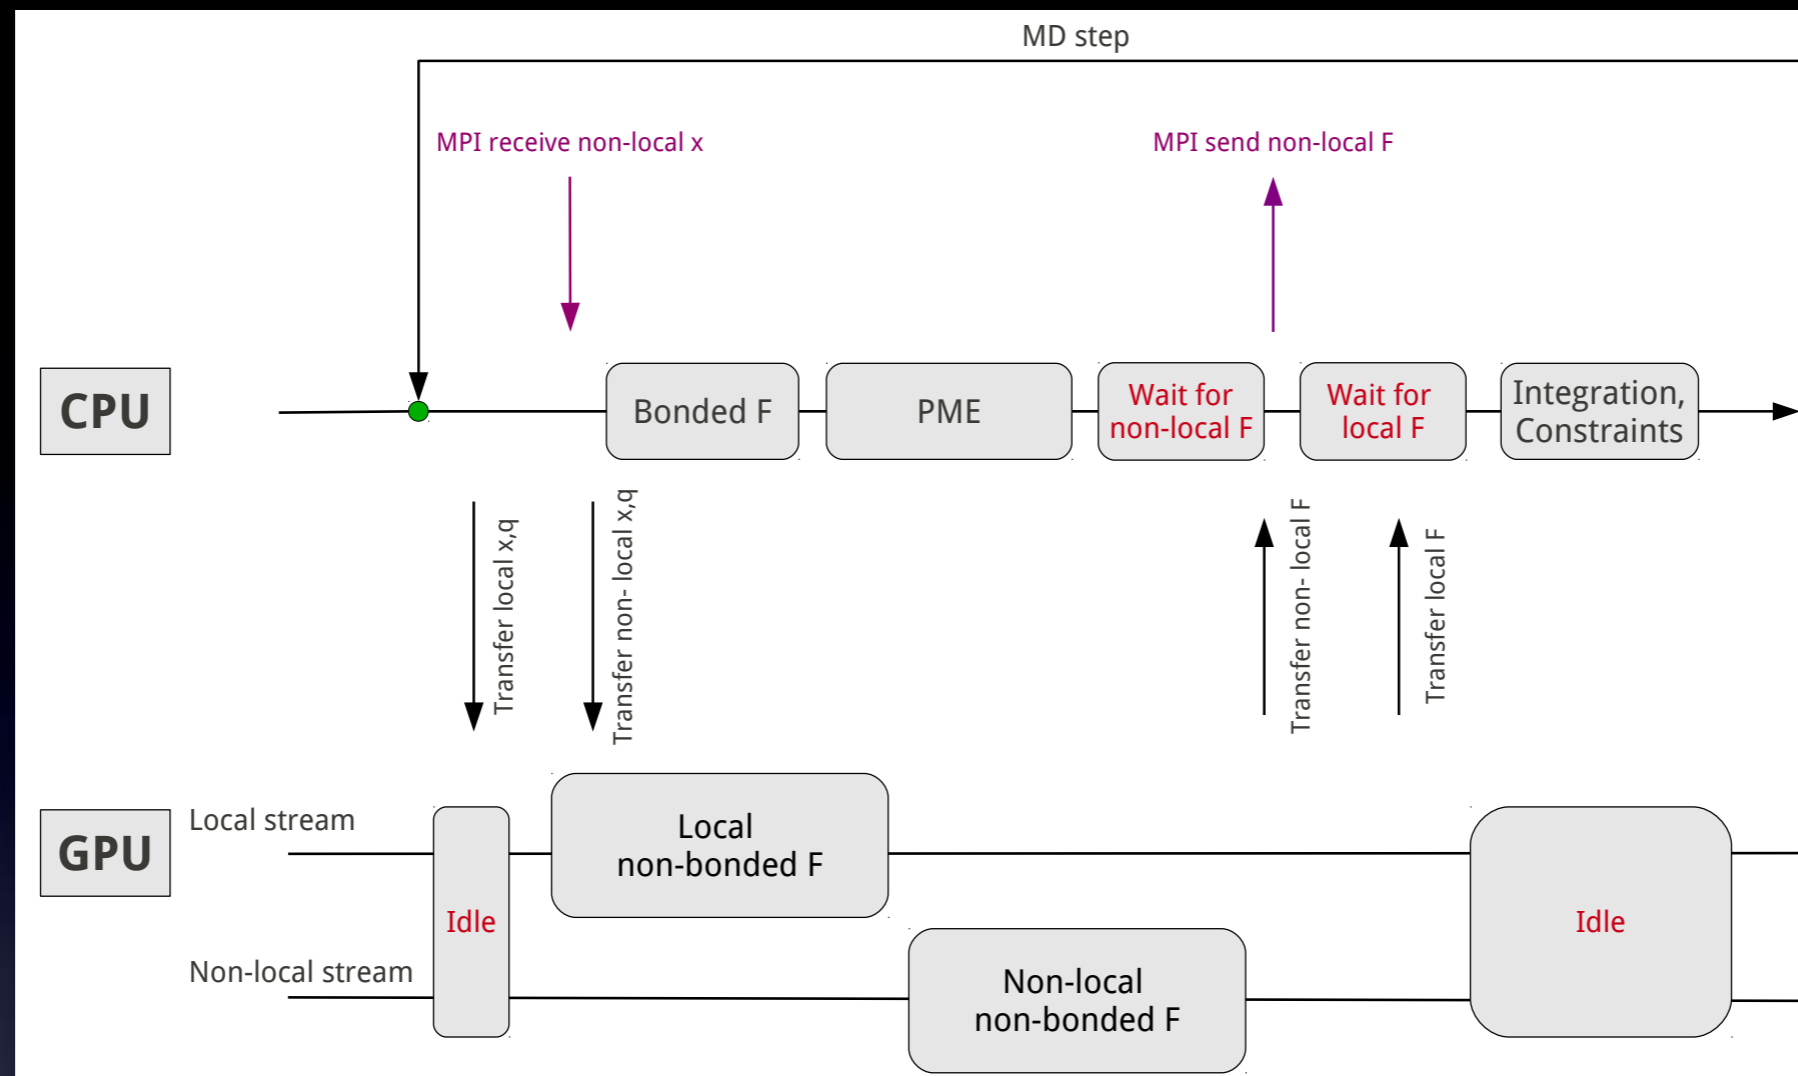 MD step
MPI receive non-local x
MPI send non-local F
CPU
Bonded F
PME
Wait for
non-local F
Wait for
local F
Integration,
Constraints
Transfer local x,q
Transfer non- local x,q
Transfer non- local F
Transfer local F
GPU
Local stream
Idle
Local
non-bonded F
Idle
Non-local stream
Non-local
non-bonded F